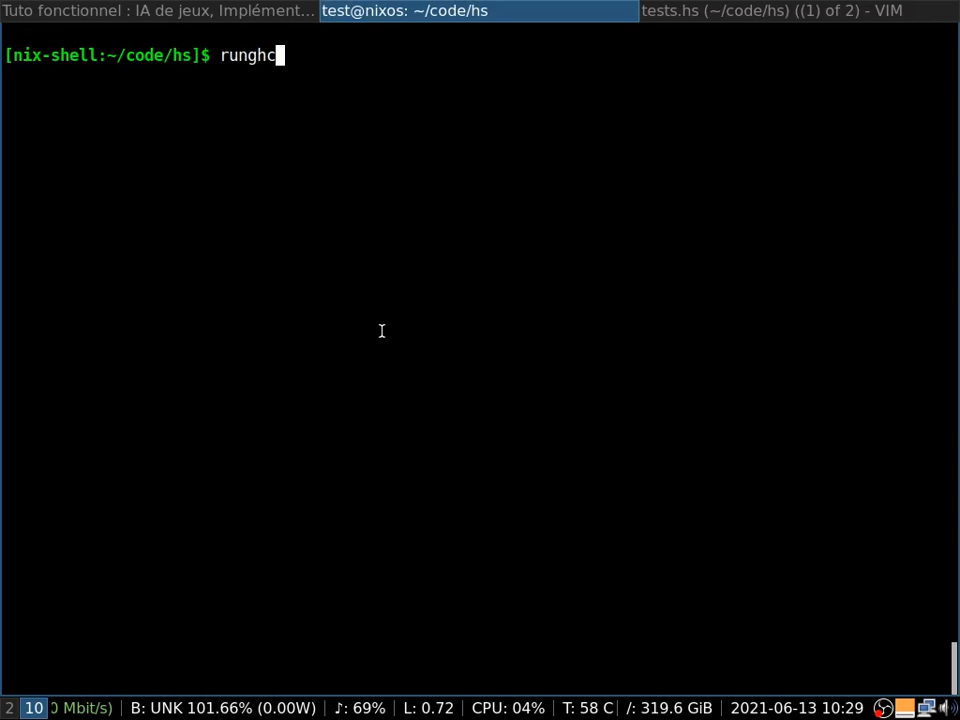 Tuto fonctionnel : IA de jeux, Implément... test@nixos: ~/code/hs tests.hs (~/code/hs) ((1) of 2) - VIM
[nix-shell:~/code/hs]$ runghc
2 10 0 Mbit/s) B: UNK 101.66% (0.00W) ♪: 69% L: 0.72 CPU: 04% T: 58 C /: 319.6 GiB 2021-06-13 10:29